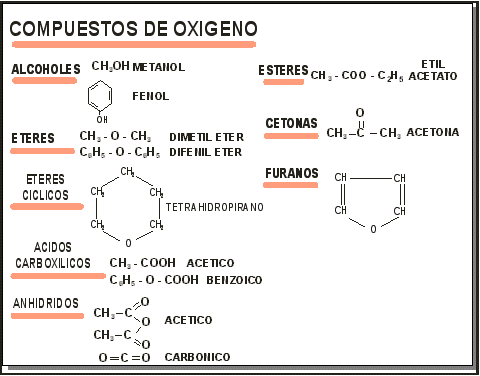 COMPUESTOS DE OXIGENO
ALCOHOLES
CH₃OH METANOL
OH
FENOL
ETERES
CH₃ - O - CH₃ DIMETIL ETER
C₆H₅ - O - C₆H₅ DIFENIL ETER
ETERES
CICLICOS
CH₂
CH₂ CH₂
CH₂ CH₂
O
TETRAHIDROPIRANO
ACIDOS
CARBOXILICOS
CH₃ - COOH ACETICO
C₆H₅ - O - COOH BENZOICO
ANHIDRIDOS
O
CH₃ - C
O
CH₃ - C
O
ACETICO
O = C = O CARBONICO
ESTERES
CH₃ - COO - C₂H₅
ETIL
ACETATO
CETONAS
O
CH₃ - C - CH₃ ACETONA
FURANOS
CH CH
CH CH
O